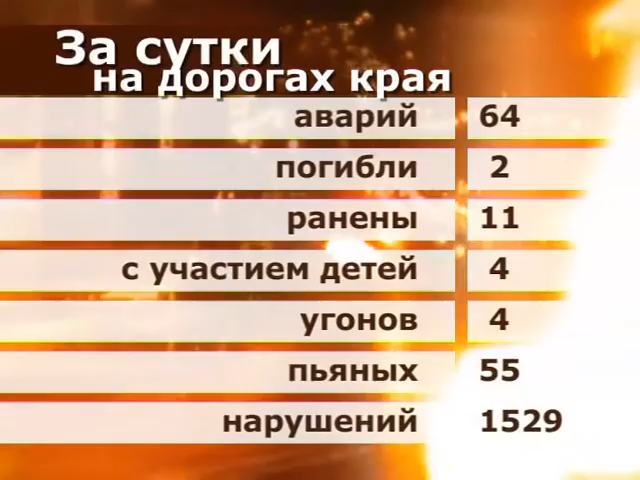 За сутки
на дорогах края
аварий 64
погибли 2
ранены 11
с участием детей 4
угонов 4
пьяных 55
нарушений 1529